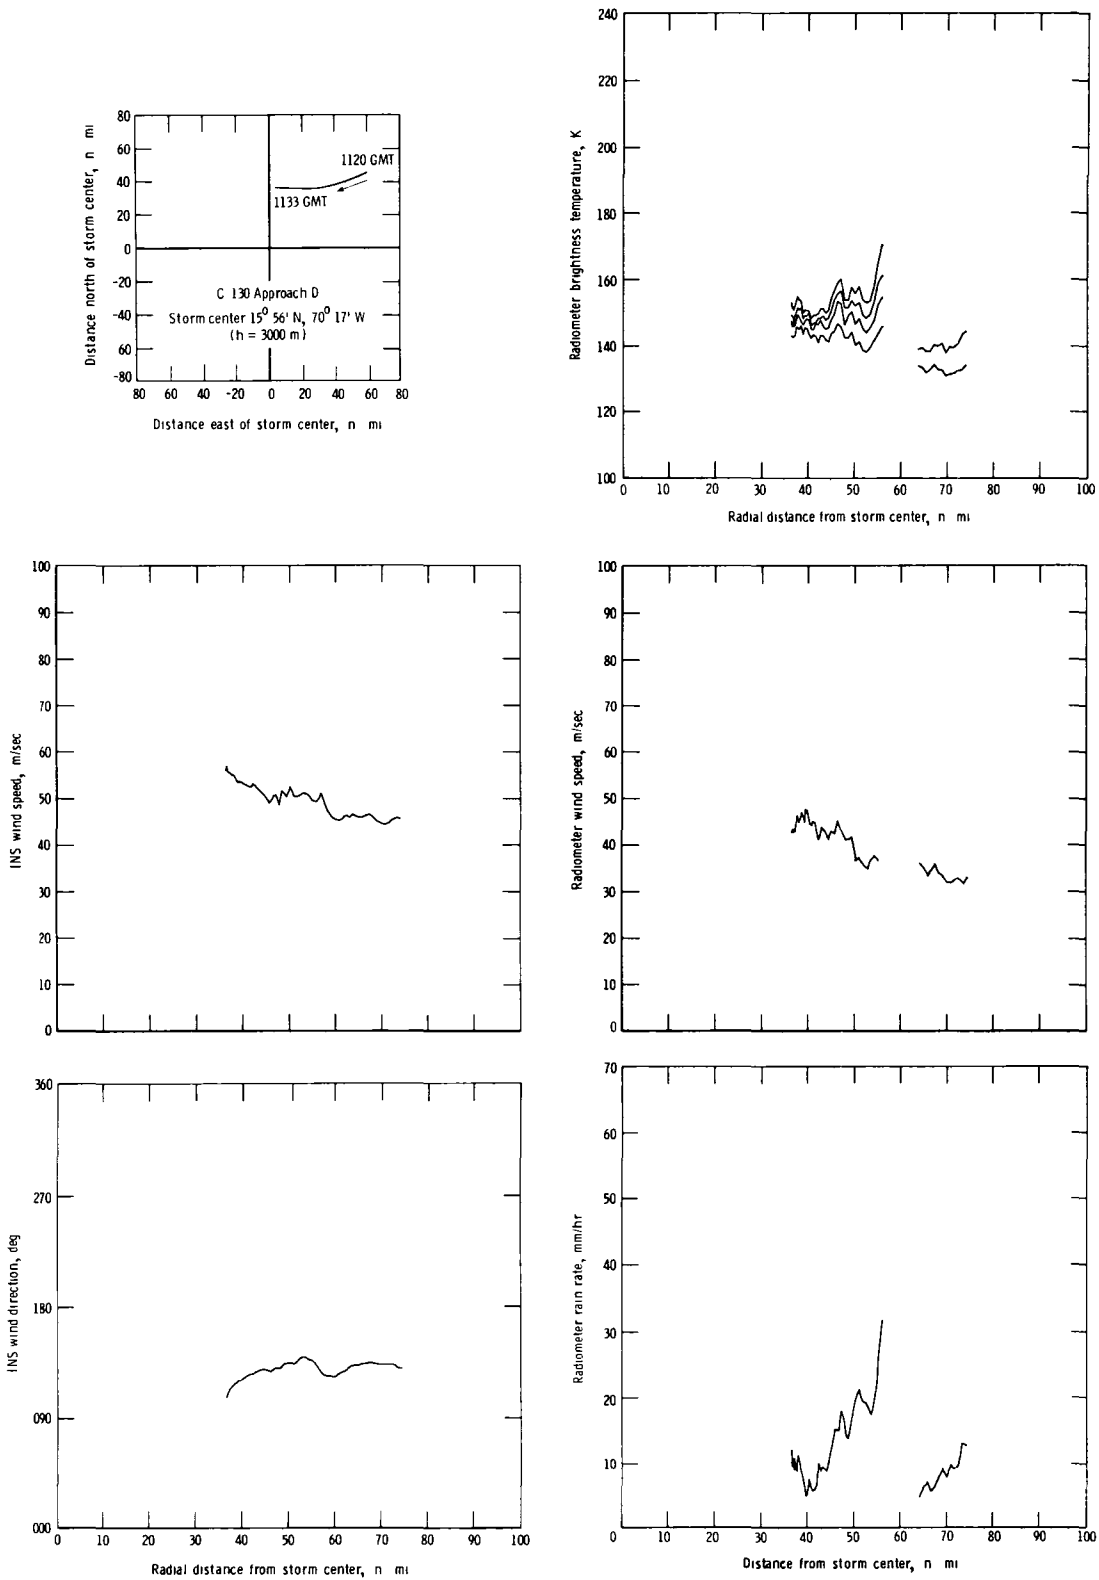 80
60
40
20
0
-20
-40
60
-80
Distance north of storm center, n mi
1120 GMT
1133 GMT
C 130 Approach D
Storm center 15° 56' N, 70° 17' W
(h = 3000 m)
80 60 40 -20 0 20 40 60 80
Distance east of storm center, n mi
240
220
200
180
160
140
120
100
Radiometer brightness temperature, K
0 10 20 30 40 50 60 70 80 90 100
Radial distance from storm center, n mi
100
90
80
70
60
50
40
30
20
10
0
INS wind speed, m/sec
100
90
80
70
60
50
40
30
20
10
0
Radiometer wind speed, m/sec
360
270
180
090
000
INS wind direction, deg
0 10 20 30 40 50 60 70 80 90 100
Radial distance from storm center, n mi
70
60
50
40
30
20
10
0
Radiometer rain rate, mm/hr
0 10 20 30 40 50 60 70 80 90 100
Distance from storm center, n mi